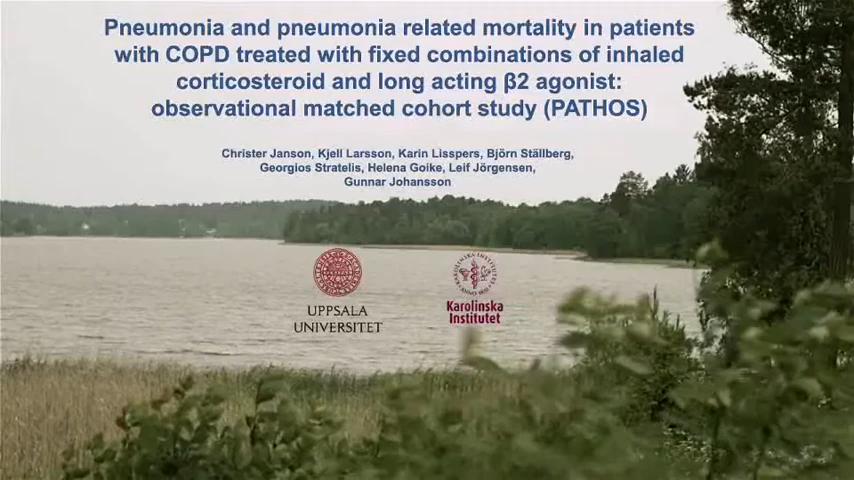 Pneumonia and pneumonia related mortality in patients
with COPD treated with fixed combinations of inhaled
corticosteroid and long acting β2 agonist:
observational matched cohort study (PATHOS)
Christer Janson, Kjell Larsson, Karin Lisspers, Björn Ställberg,
Georgios Stratelis, Helena Goike, Leif Jörgensen,
Gunnar Johansson
UPPSALA
UNIVERSITET
Karolinska
Institutet